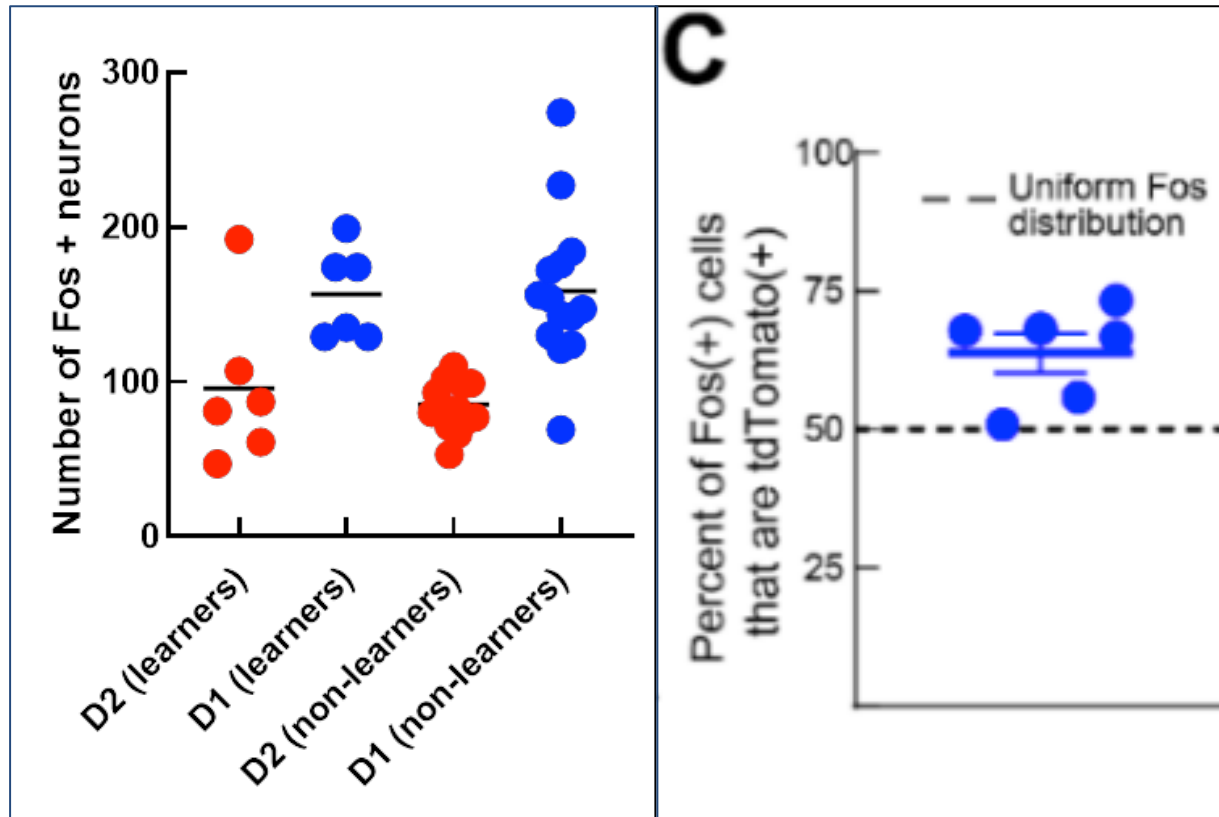 Number of Fos + neurons
300
200
100
0
D2 (learners)
D1 (learners)
D2 (non-learners)
D1 (non-learners)
C
Percent of Fos(+) cells
that are tdTomato(+)
100
75
50
25
Uniform Fos
distribution